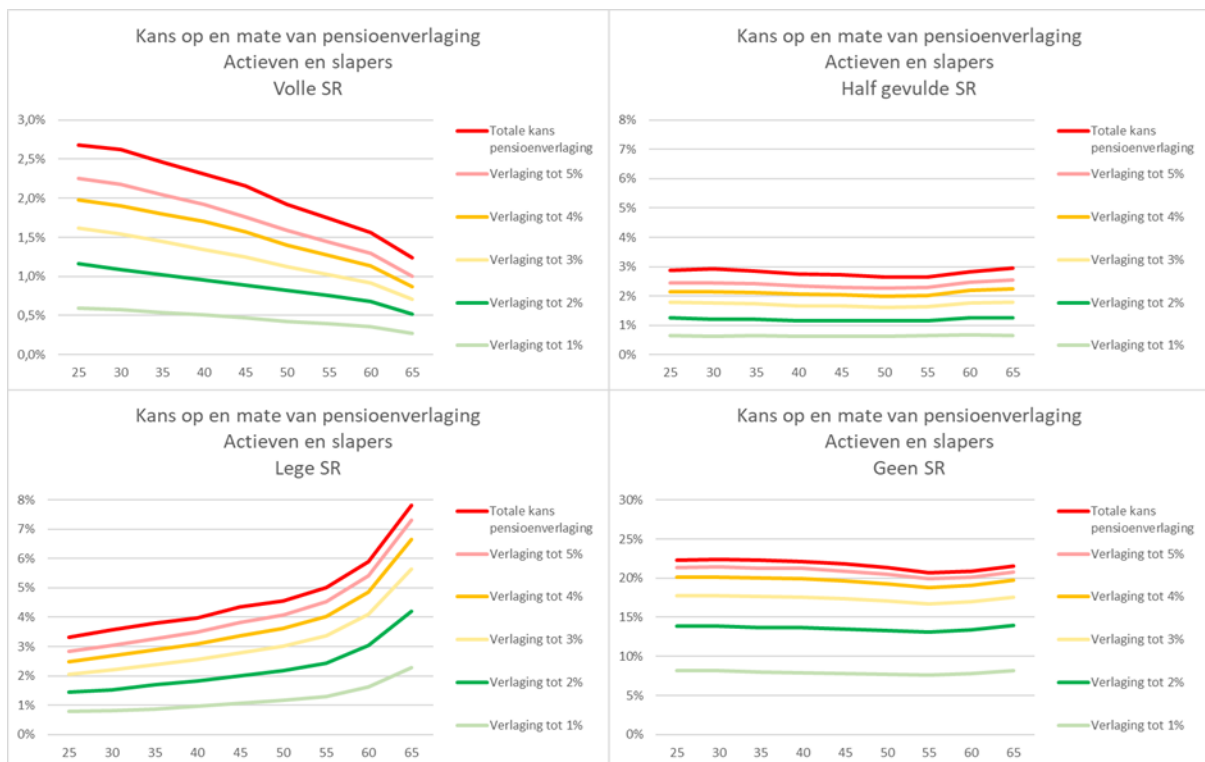 Kans op en mate van pensioenverlaging
Actieven en slapers
Volle SR
3,0%
2,5%
2,0%
1,5%
1,0%
0,5%
0,0%
25 30 35 40 45 50 55 60 65
Totale kans
pensioenverlaging
Verlaging tot 5%
Verlaging tot 4%
Verlaging tot 3%
Verlaging tot 2%
Verlaging tot 1%
Kans op en mate van pensioenverlaging
Actieven en slapers
Half gevulde SR
8%
7%
6%
5%
4%
3%
2%
1%
0%
25 30 35 40 45 50 55 60 65
Totale kans
pensioenverlaging
Verlaging tot 5%
Verlaging tot 4%
Verlaging tot 3%
Verlaging tot 2%
Verlaging tot 1%
Kans op en mate van pensioenverlaging
Actieven en slapers
Lege SR
8%
7%
6%
5%
4%
3%
2%
1%
0%
25 30 35 40 45 50 55 60 65
Totale kans
pensioenverlaging
Verlaging tot 5%
Verlaging tot 4%
Verlaging tot 3%
Verlaging tot 2%
Verlaging tot 1%
Kans op en mate van pensioenverlaging
Actieven en slapers
Geen SR
30%
25%
20%
15%
10%
5%
0%
25 30 35 40 45 50 55 60 65
Totale kans
pensioenverlaging
Verlaging tot 5%
Verlaging tot 4%
Verlaging tot 3%
Verlaging tot 2%
Verlaging tot 1%